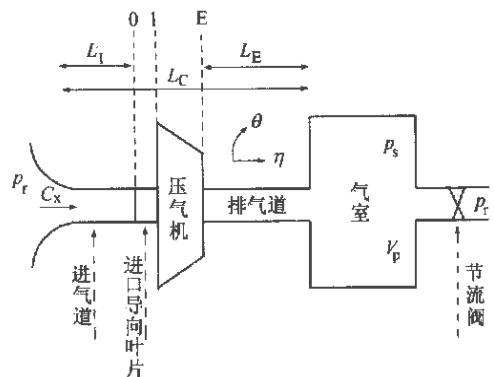 0 1 E
L_I
L_E
L_C
θ
η
p_s
p_r
C_x
压气机
排气道
气室
p_r
V_p
进气道
进口导向叶片
节流阀